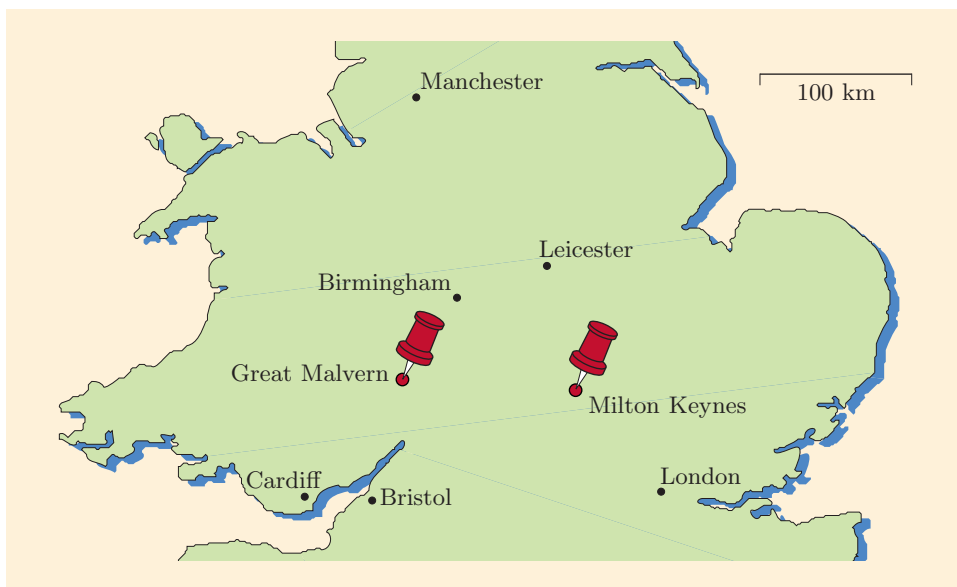 Manchester
100 km
Leicester
Birmingham
Great Malvern
Milton Keynes
London
Cardiff
Bristol